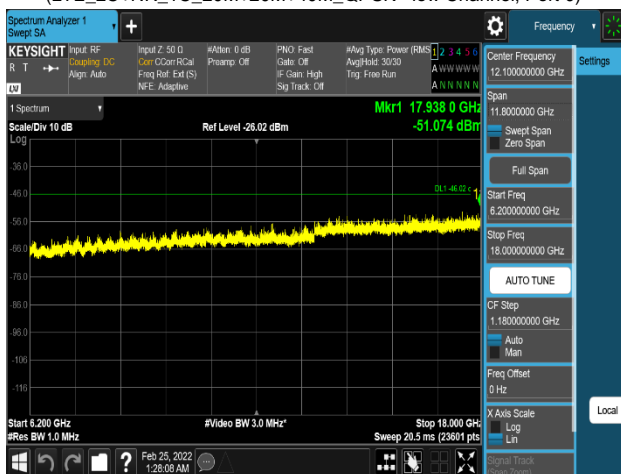 Spectrum Analyzer 1
Swept SA
+
Frequency
KEYSIGHT
R T
Input: RF
Coupling: DC
Align: Auto
Input Z: 50 Ω
Corr CCorr RCal
Freq Ref: Ext (S)
NFE: Adaptive
#Atten: 0 dB
Preamp: Off
PNO: Fast
Gate: Off
IF Gain: High
Sig Track: Off
#Avg Type: Power (RMS
Avg|Hold: 30/30
Trig: Free Run
1 2 3 4 5 6
A W W W W W
A N N N N N
1 Spectrum
Scale/Div 10 dB
Log
Ref Level -26.02 dBm
Mkr1 17.938 0 GHz
-51.074 dBm
DL1 -46.02
1
-36.0
-46.0
-56.0
-66.0
-76.0
-86.0
-96.0
-106
-116
Start 6.200 GHz
#Res BW 1.0 MHz
#Video BW 3.0 MHz*
Stop 18.000 GHz
Sweep 20.5 ms (23601 pts)
Feb 25, 2022
1:28:08 AM
Center Frequency
12.100000000 GHz
Settings
Span
11.8000000 GHz
Swept Span
Zero Span
Full Span
Start Freq
6.200000000 GHz
Stop Freq
18.000000000 GHz
AUTO TUNE
CF Step
1.180000000 GHz
Auto
Man
Freq Offset
0 Hz
X Axis Scale
Log
Lin
Local
Signal Track
(Span Zoom)